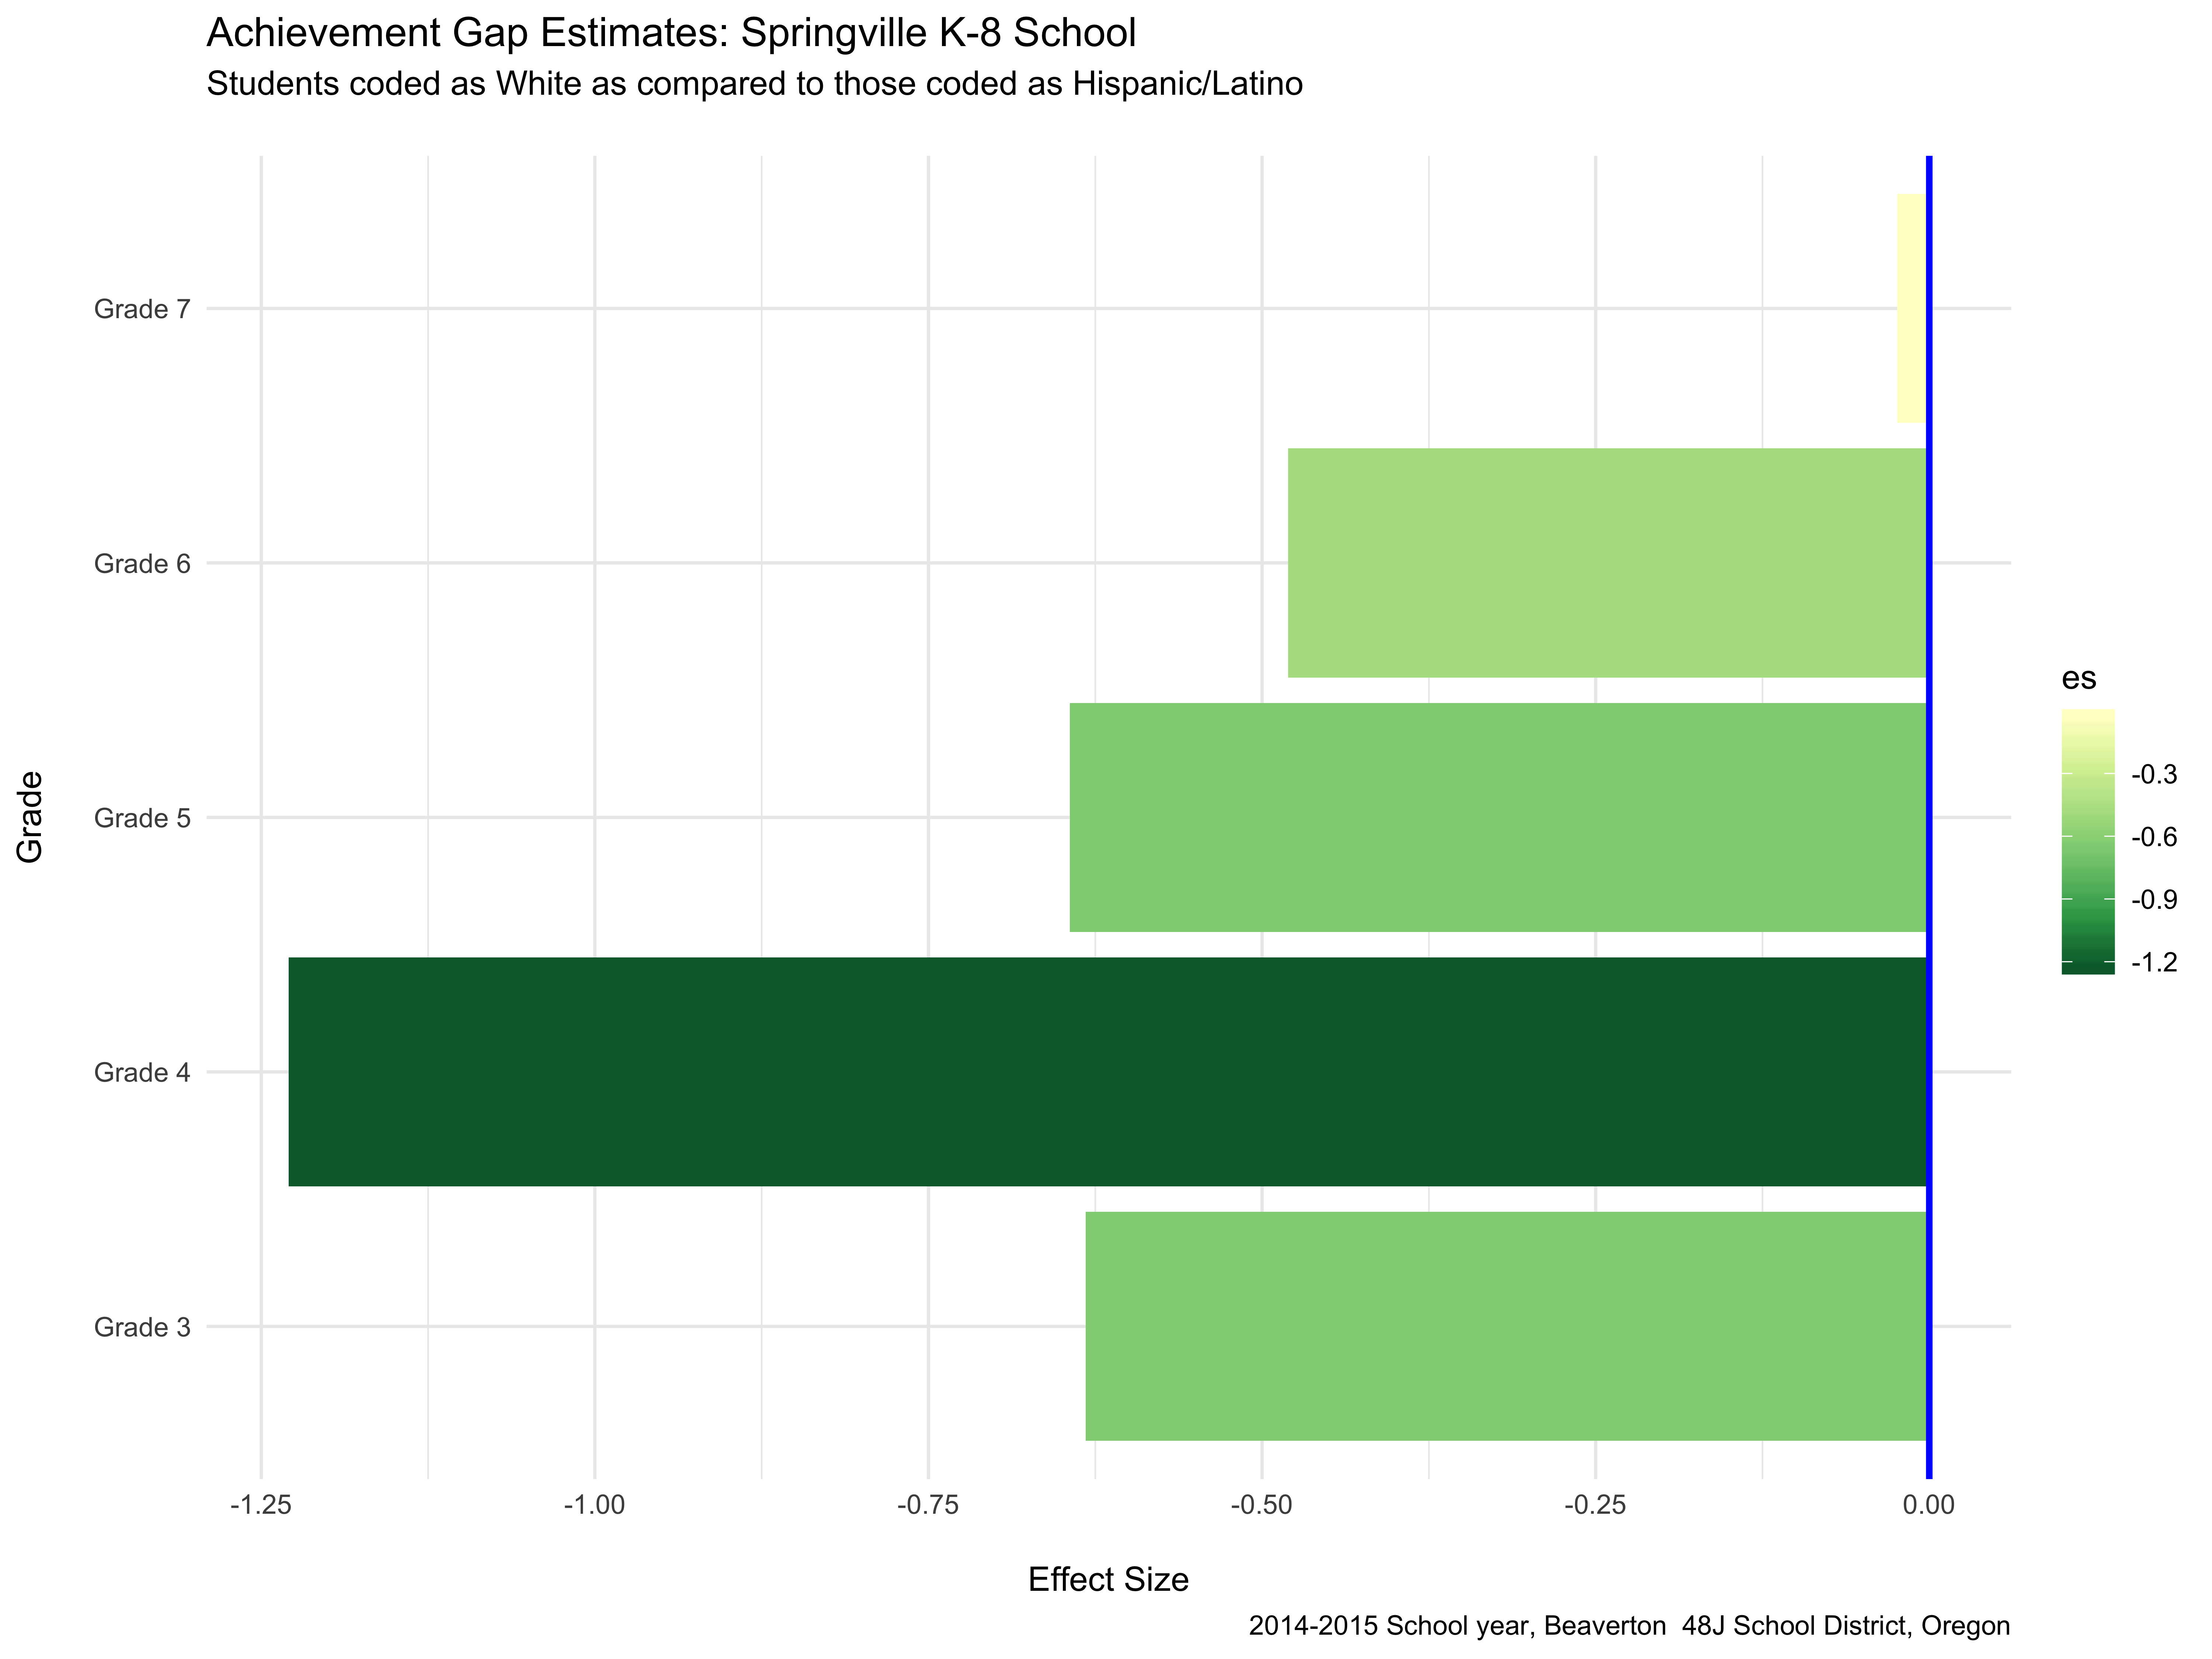 Achievement Gap Estimates: Springville K-8 School
Students coded as White as compared to those coded as Hispanic/Latino
Grade
Grade 7
Grade 6
Grade 5
Grade 4
Grade 3
-1.25 -1.00 -0.75 -0.50 -0.25 0.00
Effect Size
es
-0.3
-0.6
-0.9
-1.2
2014-2015 School year, Beaverton  48J School District, Oregon